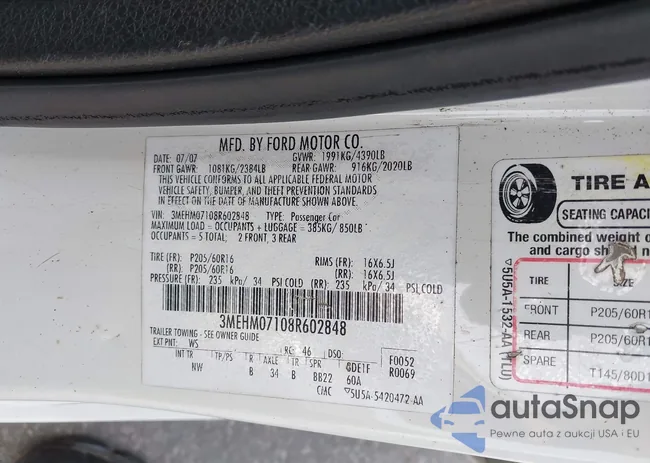 MFD. BY FORD MOTOR CO.
DATE: 07/07 GVWR: 1991KG/4390LB
FRONT GAWR: 1081KG/2384LB REAR GAWR: 916KG/2020LB
THIS VEHICLE CONFORMS TO ALL APPLICABLE FEDERAL MOTOR
VEHICLE SAFETY, BUMPER, AND THEFT PREVENTION STANDARDS
IN EFFECT ON THE DATE OF MANUFACTURE SHOWN ABOVE.
VIN: 3MEHM07108R602848 TYPE: Passenger Car
MAXIMUM LOAD = OCCUPANTS + LUGGAGE = 385KG/ 850LB
OCCUPANTS = 5 TOTAL; 2 FRONT, 3 REAR
TIRE (FR): P205/60R16 RIMS (FR): 16X6.5J
(RR): P205/60R16 (RR): 16X6.5J
PRESSURE (FR): 235 kPa/ 34 PSI COLD (RR): 235 kPa/ 34 PSI COLD
3MEHM07108R602848
TRAILER TOWING - SEE OWNER GUIDE
EXT PNT: WS RC: 46 DSO: F0052
INT TR TP/PS R AXLE TR SPR GDE1F R0069
NW B 34 B BB22 60A
C/AC ▽5U5A-5420472-AA
TIRE A
SEATING CAPACI
The combined weight o
and cargo should n
▽5U5A-1532-AA (TLU)
TIRE SIZE
FRONT P205/60R1
REAR P205/60R1
SPARE T145/80D1
autoSnap
Pewne auta z aukcji USA i EU